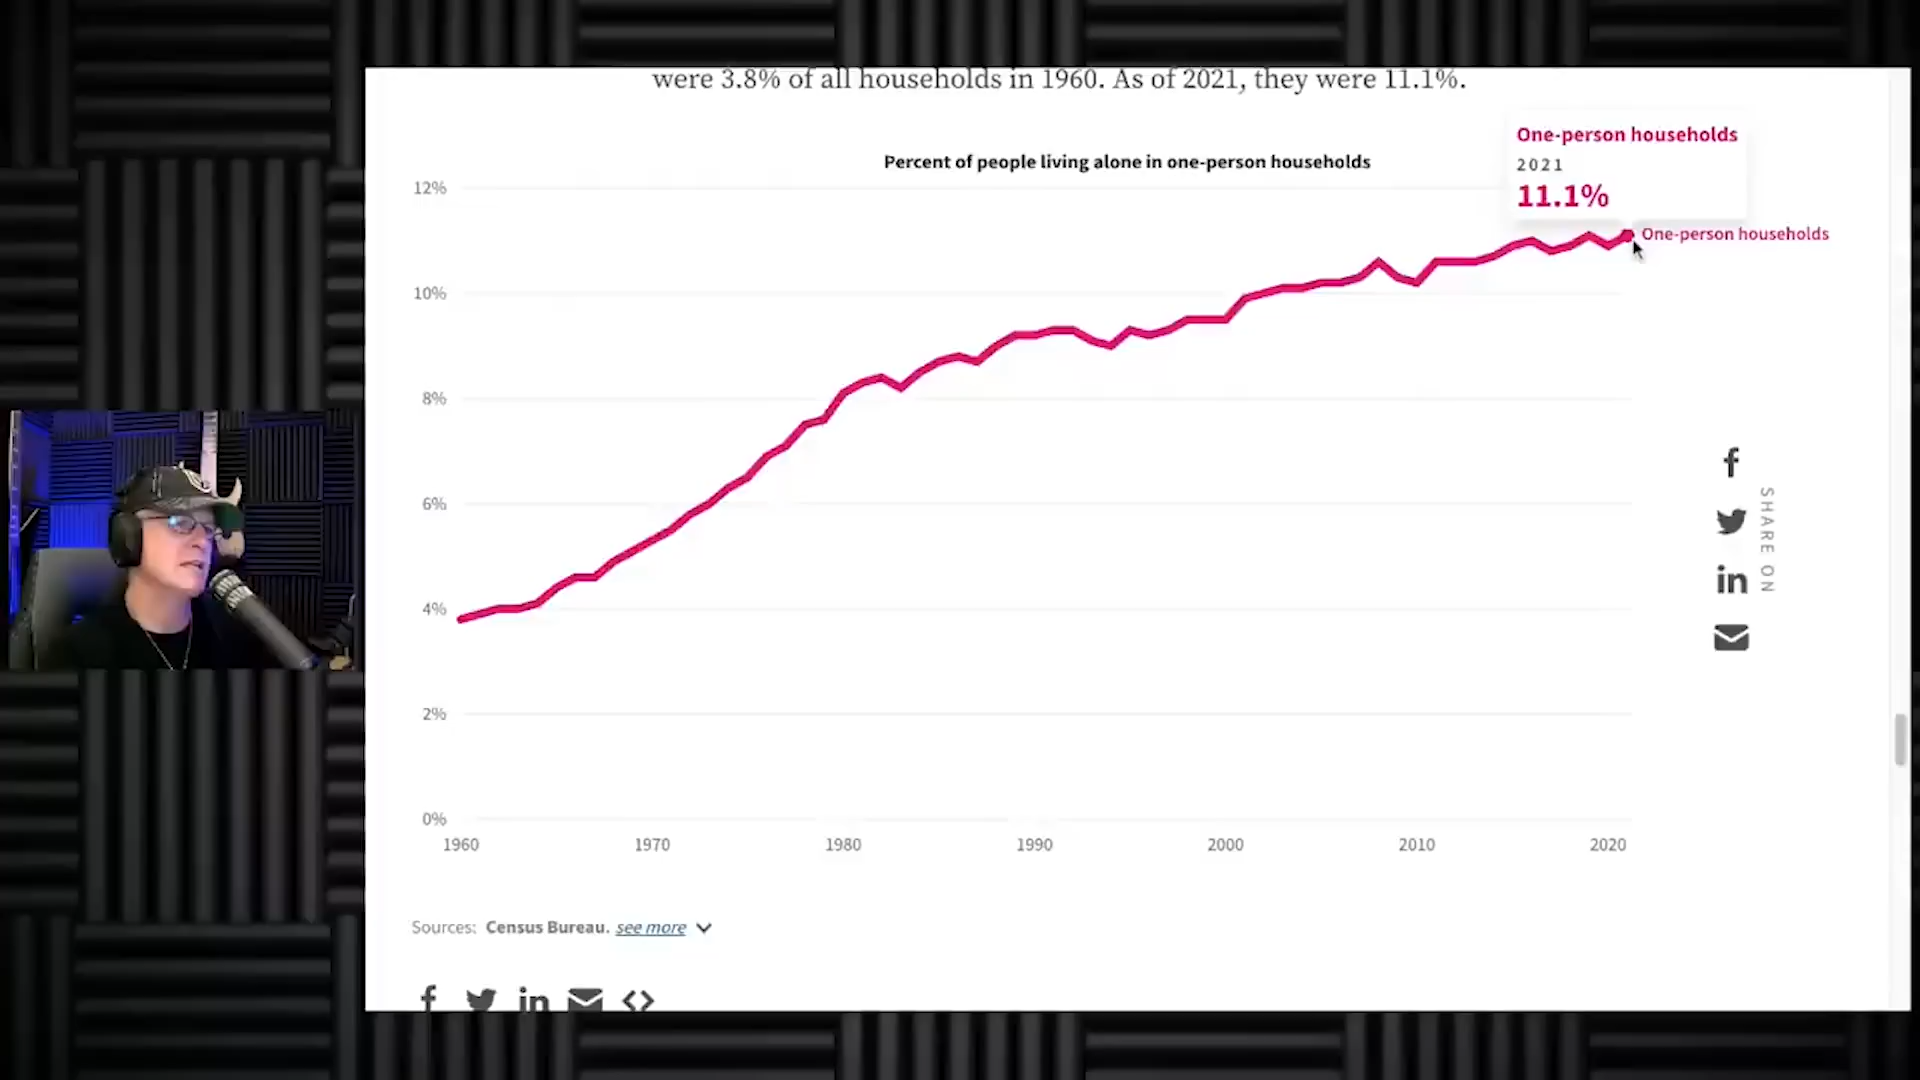 were 3.8% of all households in 1960. As of 2021, they were 11.1%.
One-person households
2021
11.1%
Percent of people living alone in one-person households
One-person households
12%
10%
8%
6%
4%
2%
0%
1960 1970 1980 1990 2000 2010 2020
SHARE ON
Sources: Census Bureau. see more